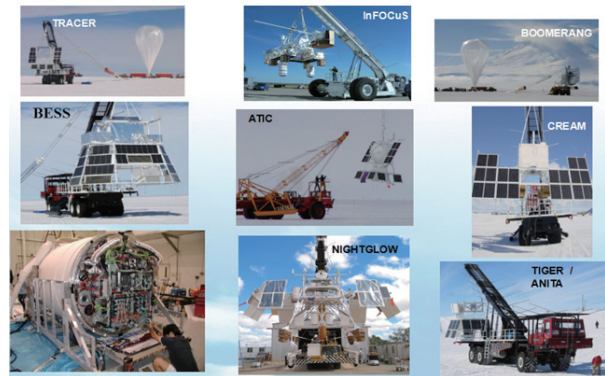 TRACER
InFOCuS
BOOMERANG
BESS
ATIC
CREAM
NIGHTGLOW
TIGER /
ANITA